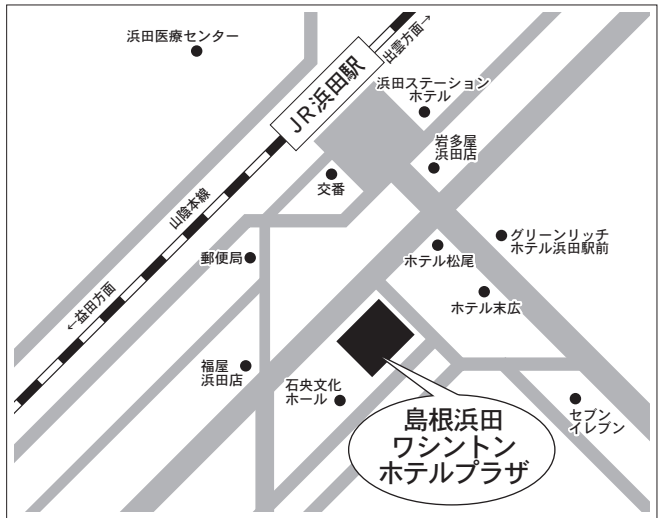 浜田医療センター
出雲方面→
JR浜田駅
浜田ステーション
ホテル
岩多屋
浜田店
交番
山陰本線
グリーンリッチ
ホテル浜田駅前
郵便局
ホテル松尾
←益田方面
ホテル末広
福屋
浜田店
石央文化
ホール
島根浜田
ワシントン
ホテルプラザ
セブン
イレブン